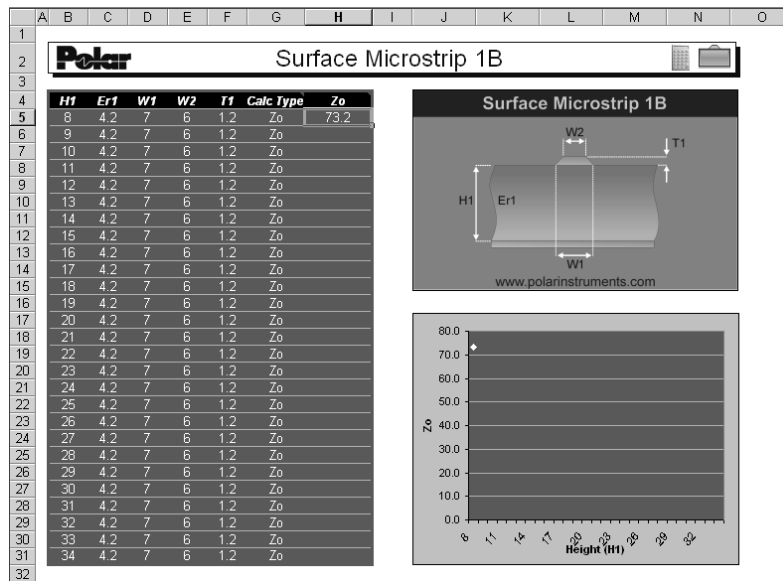 A B C D E F G H I J K L M N O
1
2 Polar Surface Microstrip 1B
3
4 H1 Er1 W1 W2 T1 Calc Type Zo
5 8 4.2 7 6 1.2 Zo 73.2
6 9 4.2 7 6 1.2 Zo
7 10 4.2 7 6 1.2 Zo
8 11 4.2 7 6 1.2 Zo
9 12 4.2 7 6 1.2 Zo
10 13 4.2 7 6 1.2 Zo
11 14 4.2 7 6 1.2 Zo
12 15 4.2 7 6 1.2 Zo
13 16 4.2 7 6 1.2 Zo
14 17 4.2 7 6 1.2 Zo
15 18 4.2 7 6 1.2 Zo
16 19 4.2 7 6 1.2 Zo
17 20 4.2 7 6 1.2 Zo
18 21 4.2 7 6 1.2 Zo
19 22 4.2 7 6 1.2 Zo
20 23 4.2 7 6 1.2 Zo
21 24 4.2 7 6 1.2 Zo
22 25 4.2 7 6 1.2 Zo
23 26 4.2 7 6 1.2 Zo
24 27 4.2 7 6 1.2 Zo
25 28 4.2 7 6 1.2 Zo
26 29 4.2 7 6 1.2 Zo
27 30 4.2 7 6 1.2 Zo
28 31 4.2 7 6 1.2 Zo
29 32 4.2 7 6 1.2 Zo
30 33 4.2 7 6 1.2 Zo
31 34 4.2 7 6 1.2 Zo
32
Surface Microstrip 1B
W2
T1
H1 Er1
W1
www.polarinstruments.com
80.0
70.0
60.0
50.0
Zo
40.0
30.0
20.0
10.0
0.0
8 11 14 17 20 23 26 29 32
Height (H1)